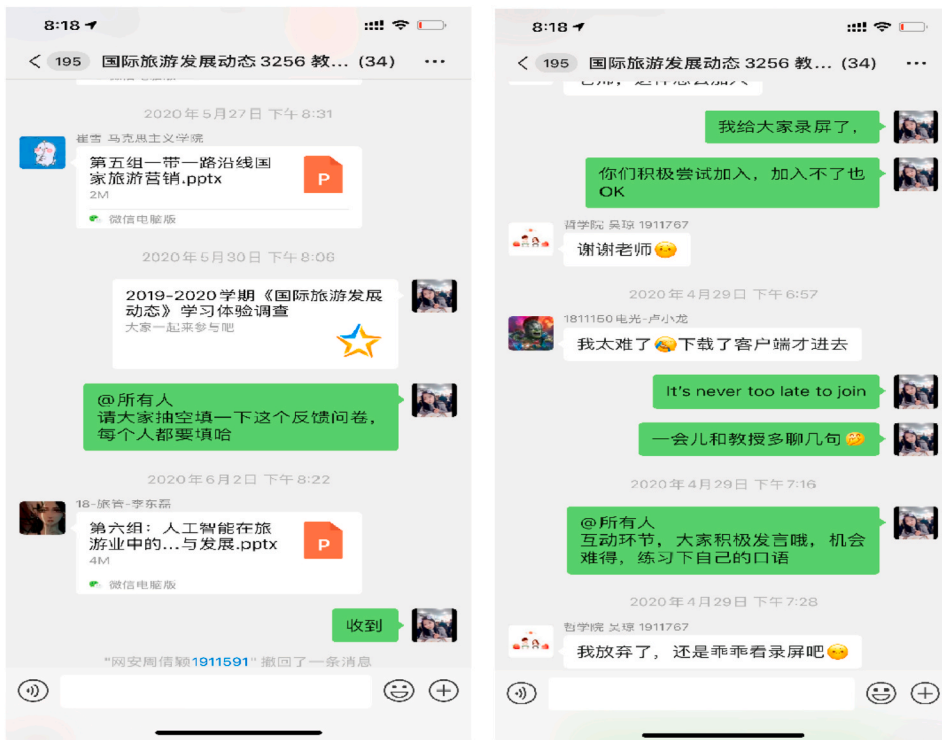 8:18
195 国际旅游发展动态 3256 教... (34) ...
2020年5月27日 下午8:31
崔雪 马克思主义学院
第五组一带一路沿线国
家旅游营销.pptx
P
2M
微信电脑版
2020年5月30日 下午8:06
2019-2020学期《国际旅游发展
动态》学习体验调查
大家一起来参与吧
@所有人
请大家抽空填一下这个反馈问卷,
每个人都要填哈
2020年6月2日 下午8:22
18-旅管-李东磊
第六组：人工智能在旅
游业中的...与发展.pptx
P
4M
微信电脑版
收到
"网安周倩颖1911591" 撤回了一条消息
8:18
195 国际旅游发展动态 3256 教... (34) ...
我给大家录屏了,
你们积极尝试加入，加入不了也
OK
哲学院 吴琼 1911767
谢谢老师
2020年4月29日 下午6:57
1811150电光-卢小龙
我太难了下载了客户端才进去
It's never too late to join
一会儿和教授多聊几句
2020年4月29日 下午7:16
@所有人
互动环节，大家积极发言哦，机会
难得，练习下自己的口语
2020年4月29日 下午7:28
哲学院 吴琼 1911767
我放弃了，还是乖乖看录屏吧